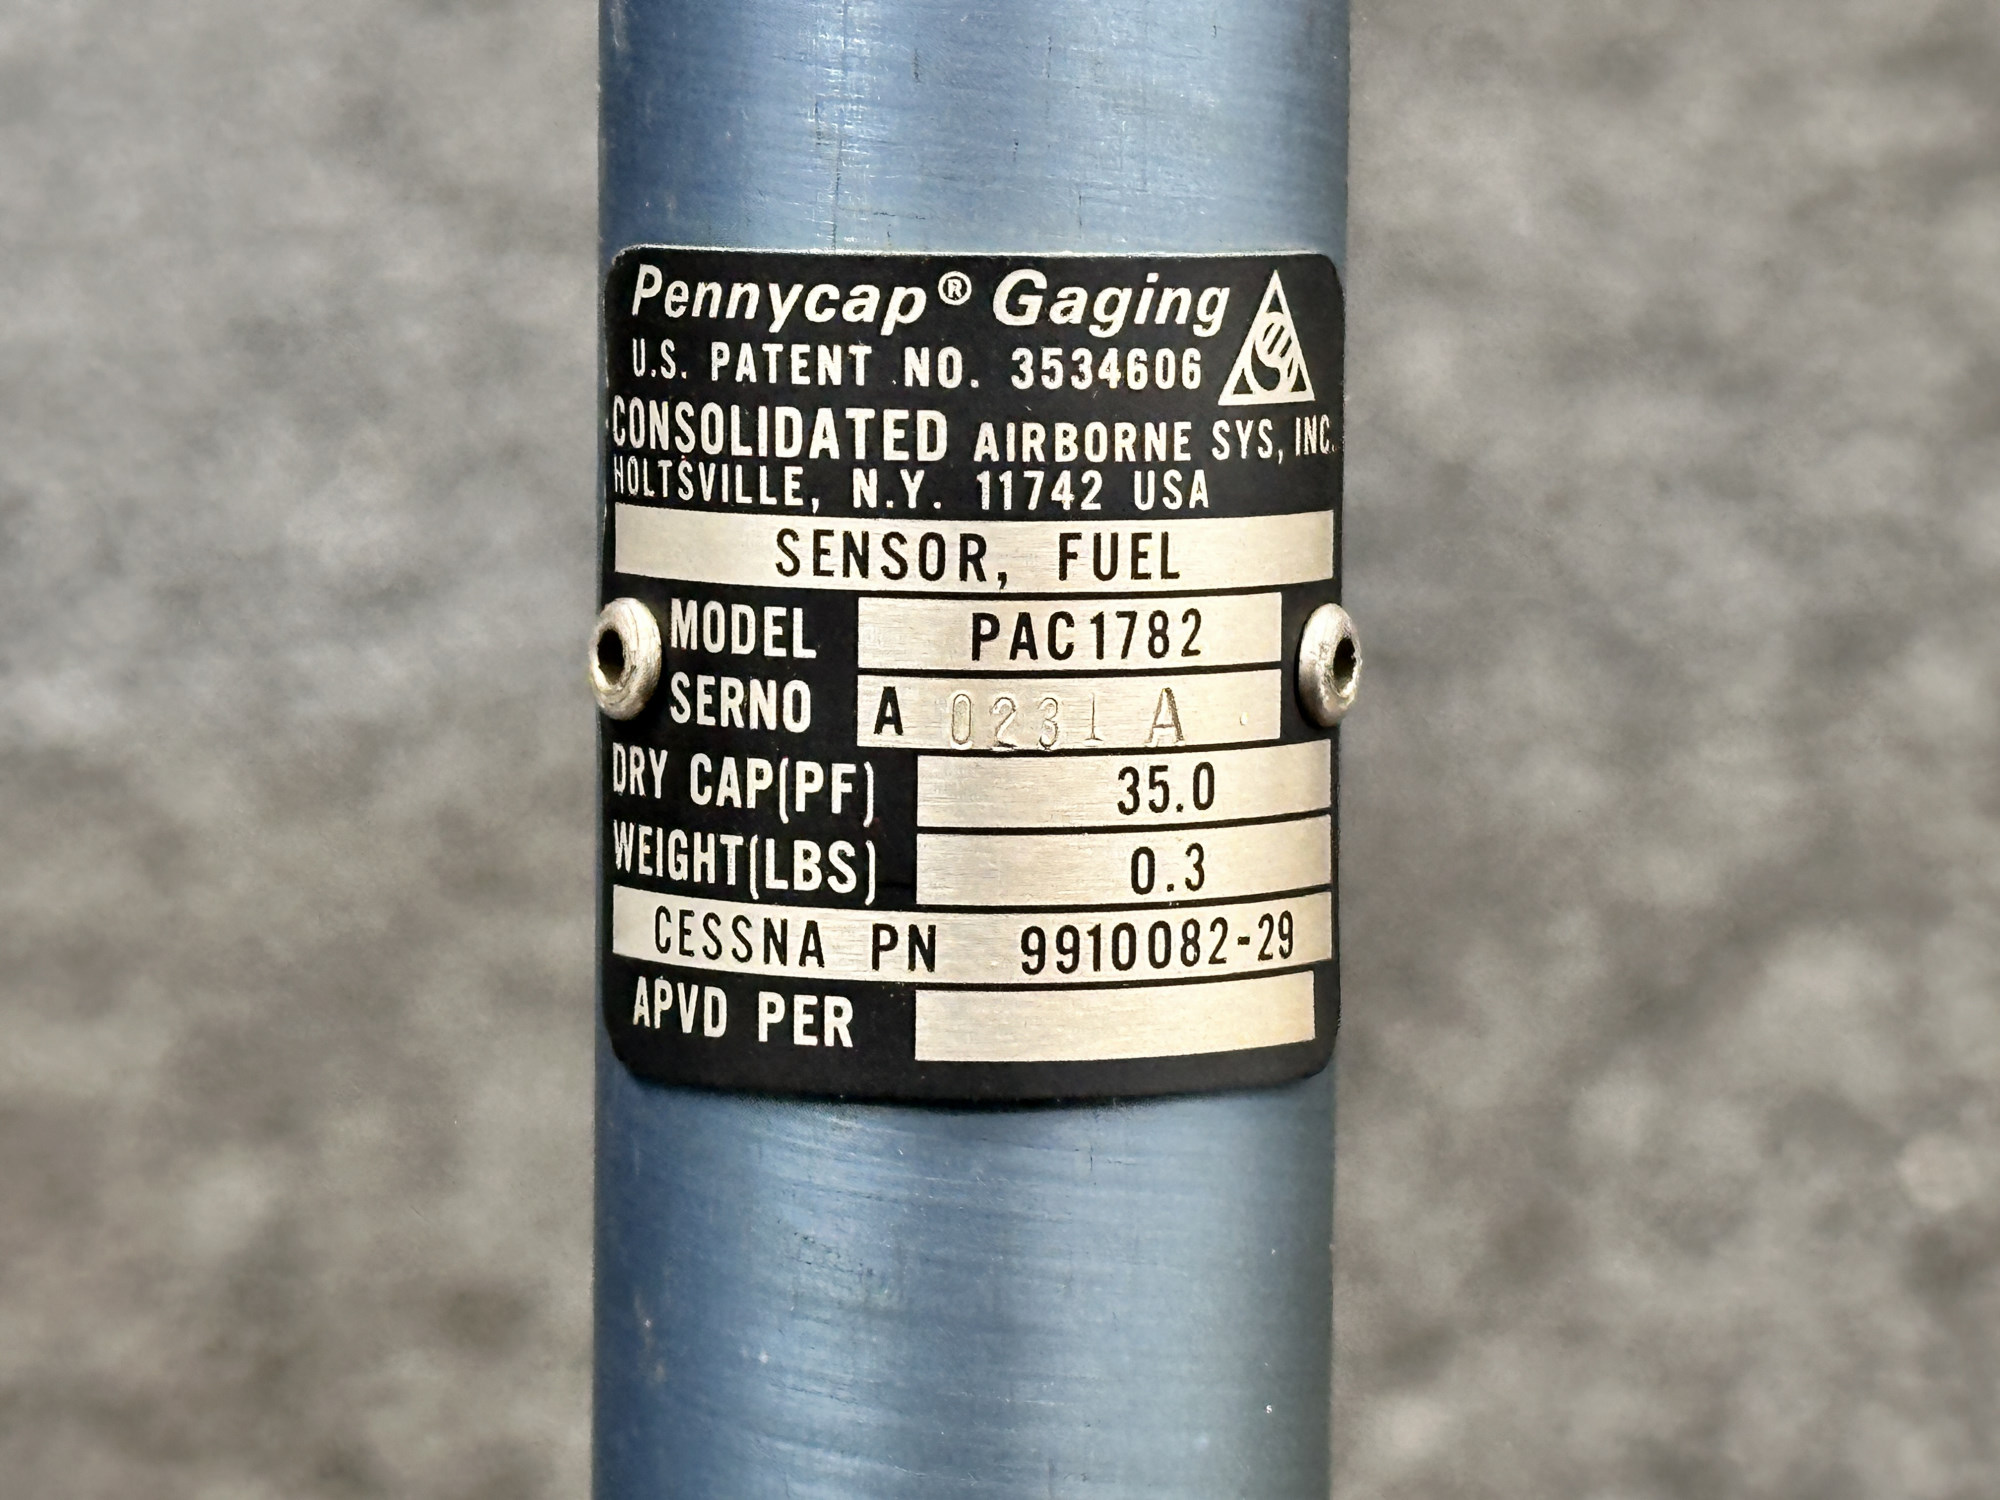 Pennycap® Gaging
U.S. PATENT NO. 3534606
CONSOLIDATED AIRBORNE SYS, INC.
HOLTSVILLE, N.Y. 11742 USA
SENSOR, FUEL
MODEL PAC1782
SERNO A 0231 A
DRY CAP(PF) 35.0
WEIGHT(LBS) 0.3
CESSNA PN 9910082-29
APVD PER